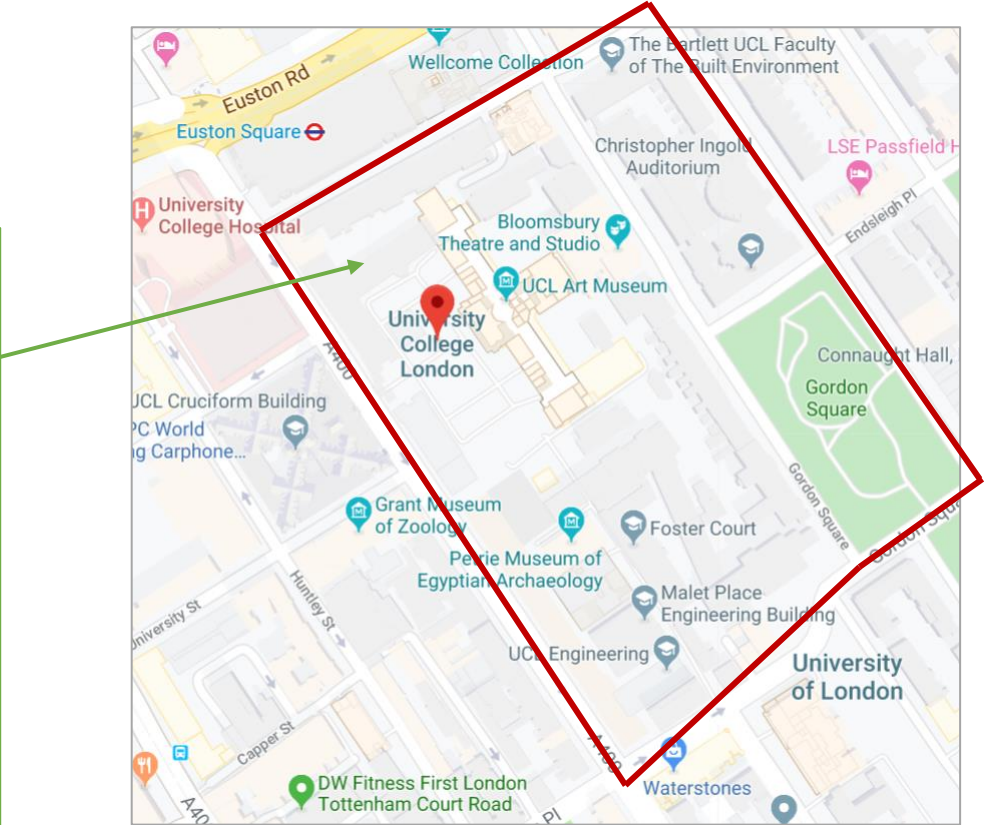 The Bartlett UCL Faculty
of The Built Environment
Wellcome Collection
Euston Rd
Euston Square
Christopher Ingold
Auditorium
LSE Passfield H
University
College Hospital
Endsleigh Pl
Bloomsbury
Theatre and Studio
UCL Art Museum
University
College
London
A400
Connaught Hall,
Gordon
Square
UCL Cruciform Building
PC World
ng Carphone...
Grant Museum
of Zoology
Gordon Square
Foster Court
Gordon Squa
Petrie Museum of
Egyptian Archaeology
Huntley St
Malet Place
Engineering Building
University St
UCL Engineering
University
of London
Capper St
A400
Waterstones
DW Fitness First London
Tottenham Court Road
A40
Pl